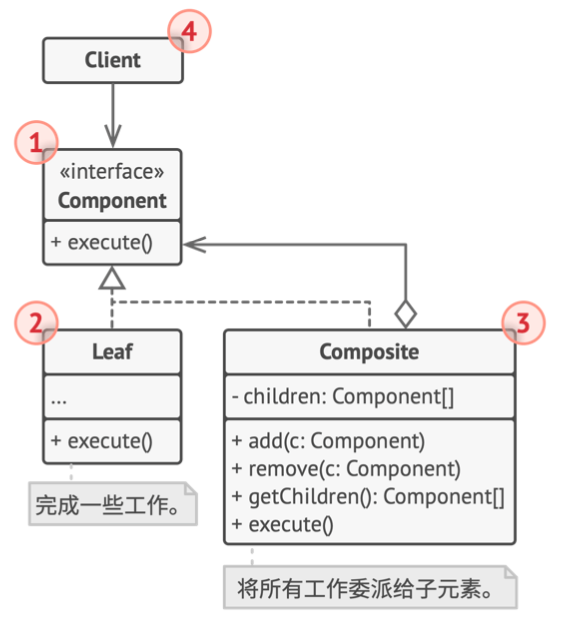 4
Client
1
«interface»
Component
+ execute()
2
Leaf
...
+ execute()
完成一些工作。
3
Composite
- children: Component[]
+ add(c: Component)
+ remove(c: Component)
+ getChildren(): Component[]
+ execute()
将所有工作委派给子元素。